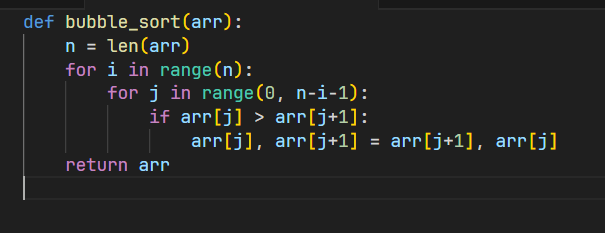 def bubble_sort(arr):
    n = len(arr)
    for i in range(n):
        for j in range(0, n-i-1):
            if arr[j] > arr[j+1]:
                arr[j], arr[j+1] = arr[j+1], arr[j]
    return arr